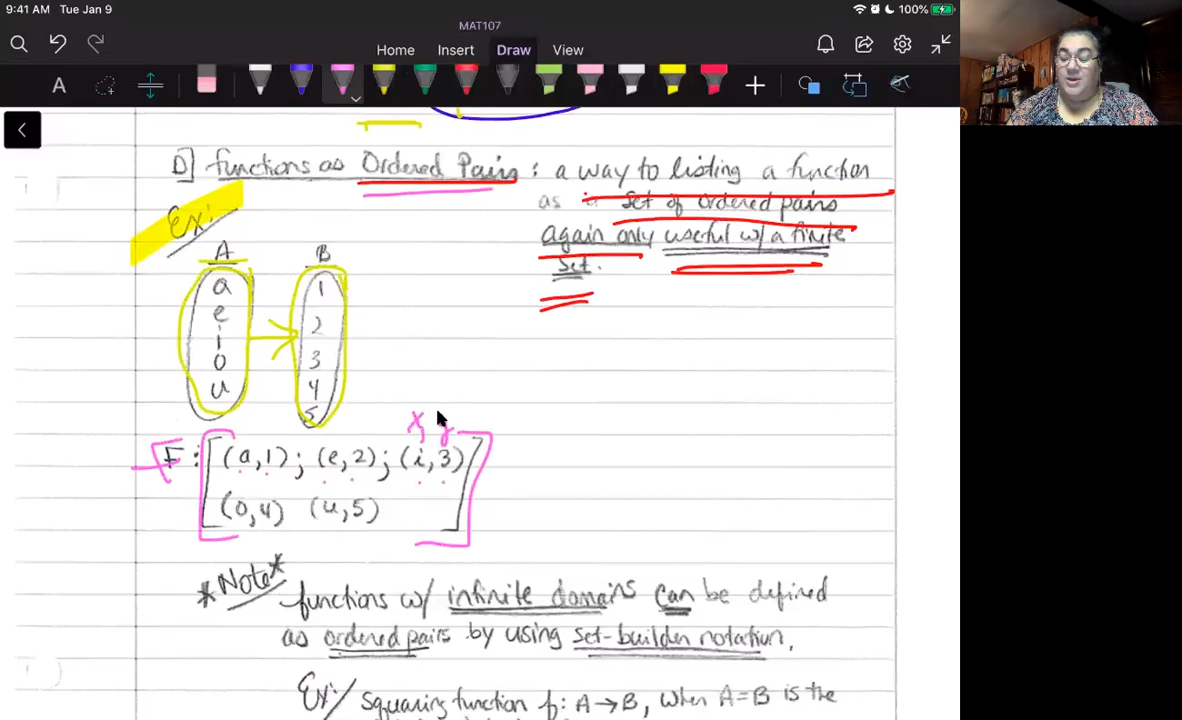 9:41 AM Tue Jan 9
100%
MAT107
Home Insert Draw View
A
D] functions as Ordered Pairs : a way to listing a function
as a set of ordered pairs
again only useful w/ a finite
set.
Ex:
A B
a 1
e 2
i 3
o 4
u 5
x, y
F : [(a,1); (e,2); (i,3)
(o,4) (u,5)]
*Note* functions w/ infinite domains can be defined
as ordered pairs by using set-builder notation.
Ex:/ Squaring function f: A→B, when A=B is the